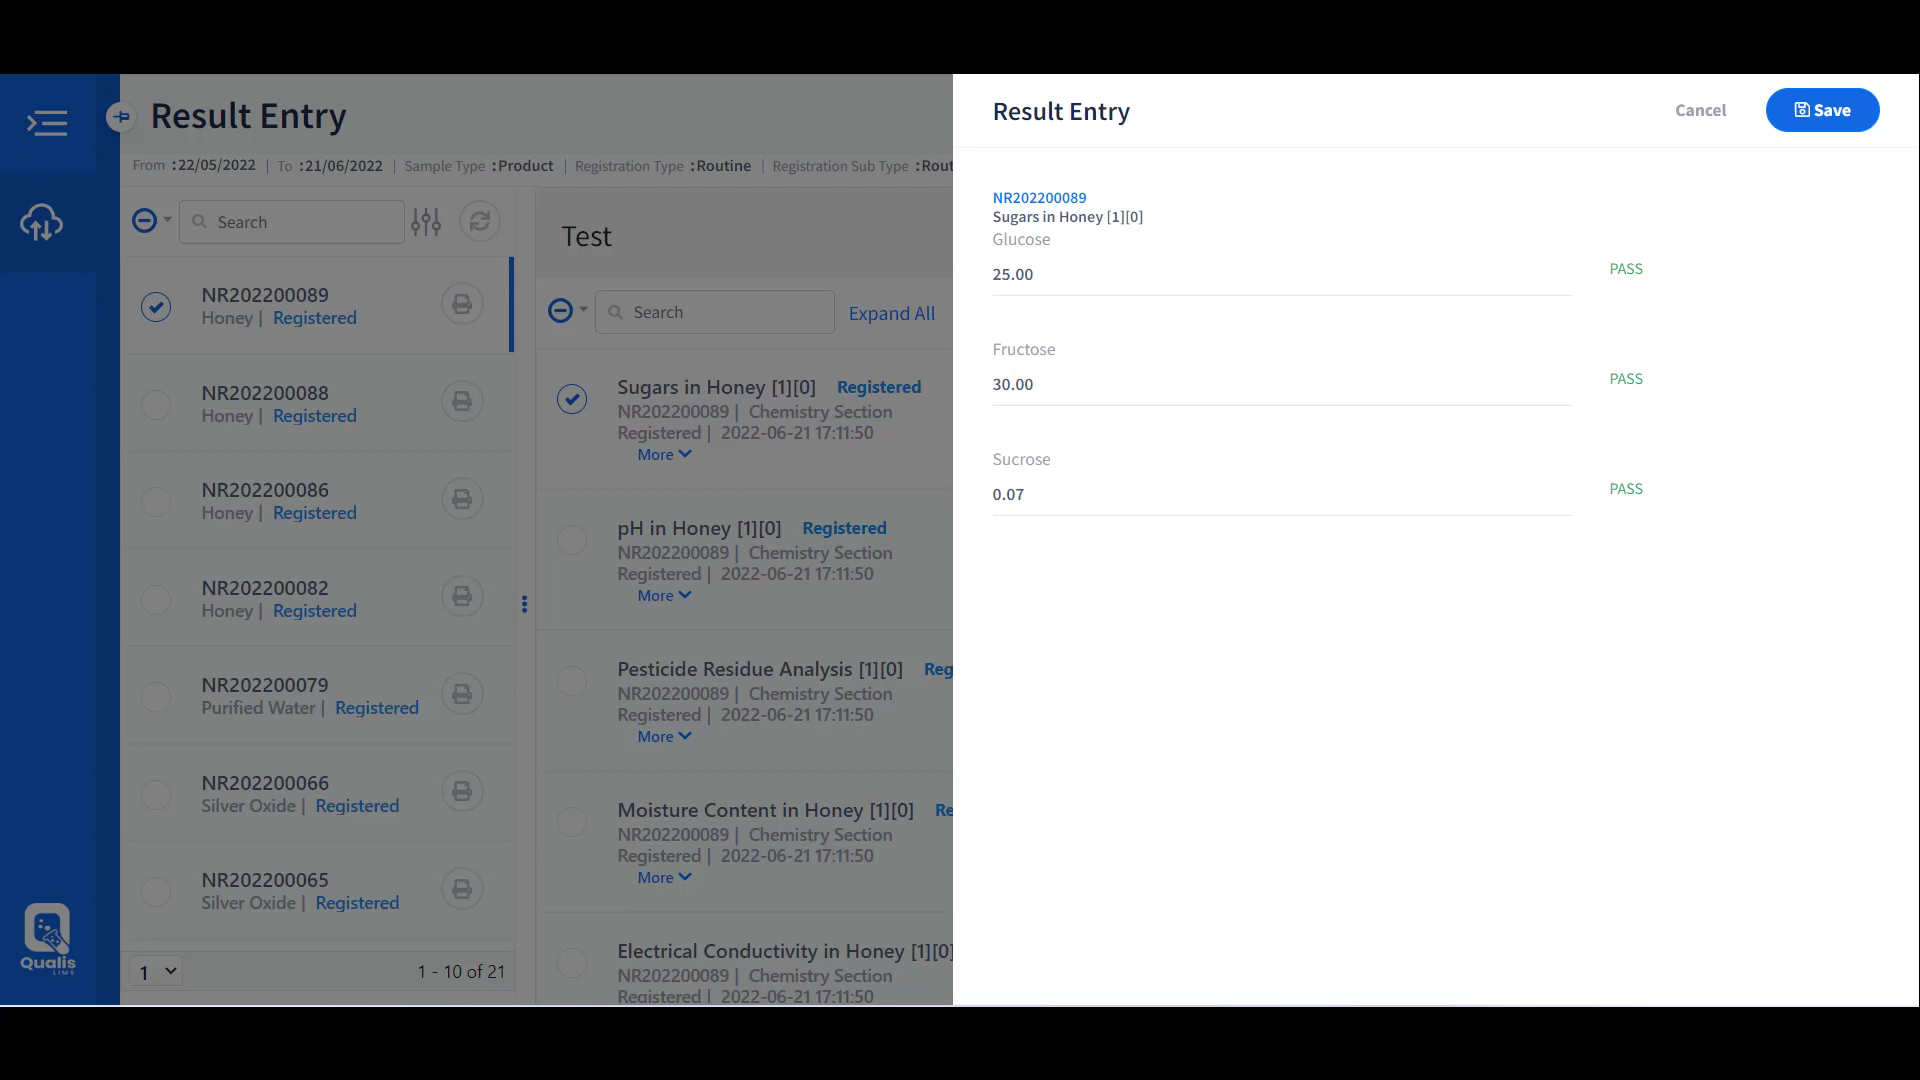 Result Entry
From :22/05/2022 | To :21/06/2022 | Sample Type :Product | Registration Type :Routine | Registration Sub Type :Rout
Search
NR202200089
Honey | Registered
NR202200088
Honey | Registered
NR202200086
Honey | Registered
NR202200082
Honey | Registered
NR202200079
Purified Water | Registered
NR202200066
Silver Oxide | Registered
NR202200065
Silver Oxide | Registered
1
1 - 10 of 21
Qualis
LIMS
Test
Search
Expand All
Sugars in Honey [1][0] Registered
NR202200089 | Chemistry Section
Registered | 2022-06-21 17:11:50
More
pH in Honey [1][0] Registered
NR202200089 | Chemistry Section
Registered | 2022-06-21 17:11:50
More
Pesticide Residue Analysis [1][0] Reg
NR202200089 | Chemistry Section
Registered | 2022-06-21 17:11:50
More
Moisture Content in Honey [1][0] Re
NR202200089 | Chemistry Section
Registered | 2022-06-21 17:11:50
More
Electrical Conductivity in Honey [1][0]
NR202200089 | Chemistry Section
Registered | 2022-06-21 17:11:50
Result Entry
Cancel
Save
NR202200089
Sugars in Honey [1][0]
Glucose
25.00 PASS
Fructose
30.00 PASS
Sucrose
0.07 PASS